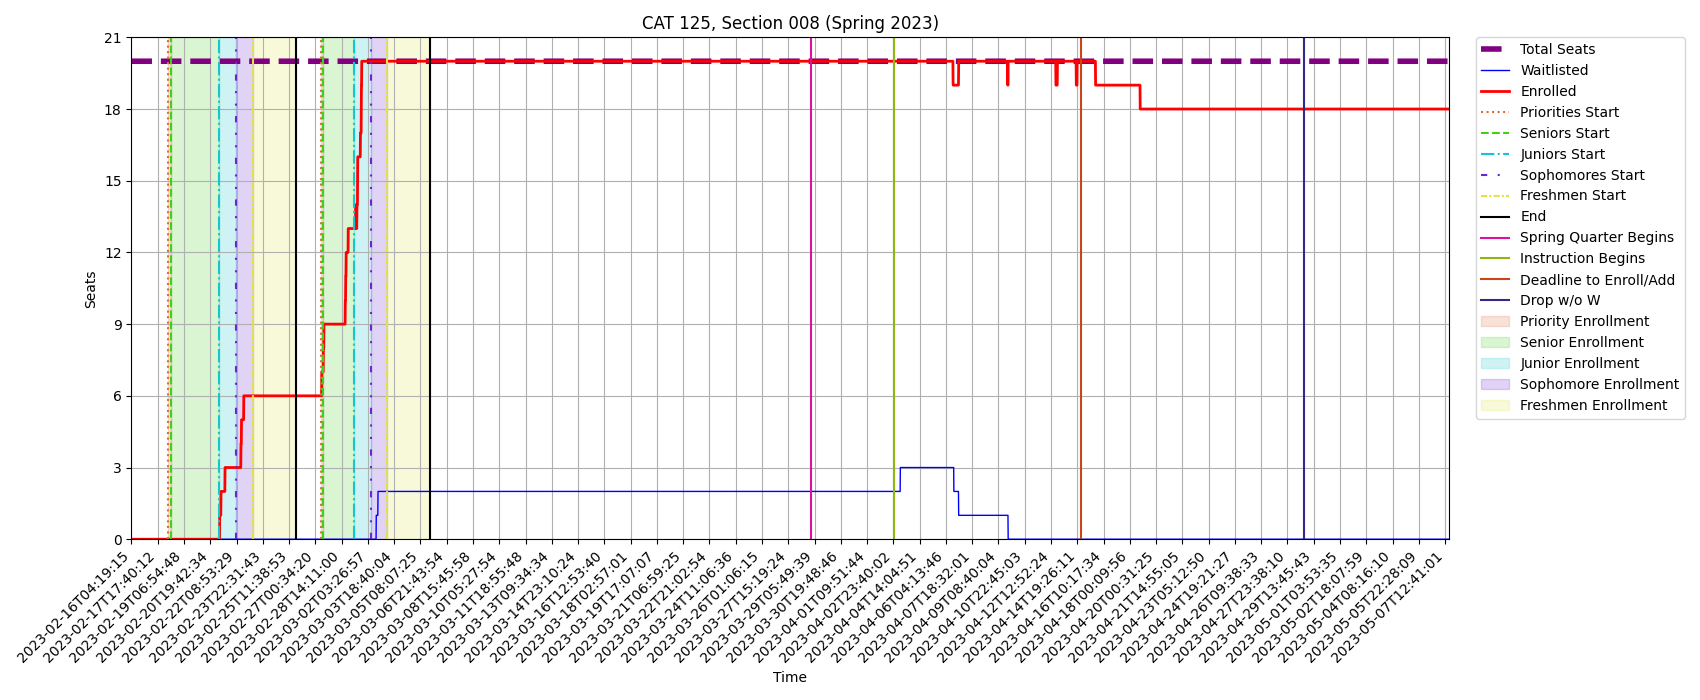 CAT 125, Section 008 (Spring 2023)
21
18
15
12
9
6
3
0
Seats
2023-02-16T04:19:15
2023-02-17T17:40:12
2023-02-19T06:54:48
2023-02-20T19:42:34
2023-02-22T08:53:29
2023-02-23T22:31:43
2023-02-25T11:38:53
2023-02-27T00:34:20
2023-02-28T14:11:00
2023-03-02T03:26:57
2023-03-03T18:40:04
2023-03-05T08:07:25
2023-03-06T21:43:54
2023-03-08T15:45:58
2023-03-10T05:27:54
2023-03-11T18:55:48
2023-03-13T09:34:34
2023-03-14T23:10:24
2023-03-16T12:53:40
2023-03-18T02:57:01
2023-03-19T17:07:07
2023-03-21T06:59:25
2023-03-22T21:02:54
2023-03-24T11:06:36
2023-03-26T01:06:15
2023-03-27T15:19:24
2023-03-29T05:49:39
2023-03-30T19:48:46
2023-04-01T09:51:44
2023-04-02T23:40:02
2023-04-04T14:04:51
2023-04-06T04:13:46
2023-04-07T18:32:01
2023-04-09T08:40:04
2023-04-10T22:45:03
2023-04-12T12:52:24
2023-04-14T19:26:11
2023-04-16T10:17:34
2023-04-18T00:09:56
2023-04-20T00:31:25
2023-04-21T14:55:05
2023-04-23T05:12:50
2023-04-24T19:21:27
2023-04-26T09:38:33
2023-04-27T23:38:10
2023-04-29T13:45:43
2023-05-01T03:53:35
2023-05-02T18:07:59
2023-05-04T08:16:10
2023-05-05T22:28:09
2023-05-07T12:41:01
Time
Total Seats
Waitlisted
Enrolled
Priorities Start
Seniors Start
Juniors Start
Sophomores Start
Freshmen Start
End
Spring Quarter Begins
Instruction Begins
Deadline to Enroll/Add
Drop w/o W
Priority Enrollment
Senior Enrollment
Junior Enrollment
Sophomore Enrollment
Freshmen Enrollment